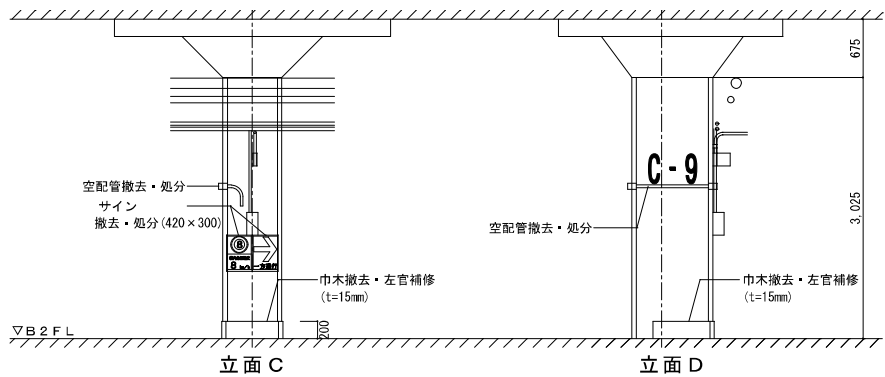 675
C-9
空配管撤去・処分
サイン
撤去・処分(420×300)
空配管撤去・処分
3,025
8
巾木撤去・左官補修
(t=15mm)
巾木撤去・左官補修
(t=15mm)
▽B2FL
200
立面C
立面D